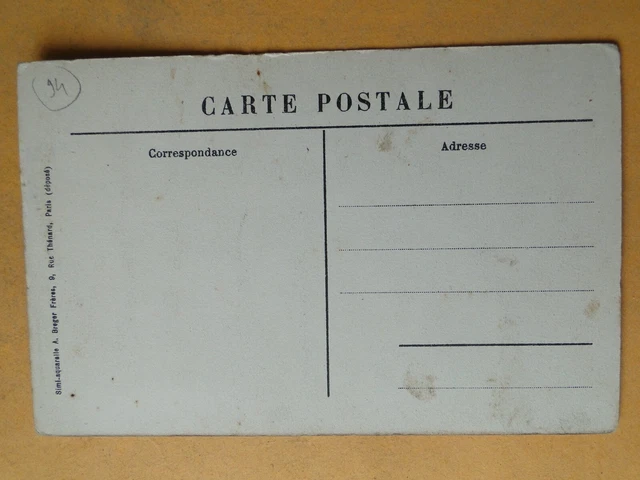 94
CARTE POSTALE
Correspondance
Adresse
Simi-aquarelle A. Breger Frères, 9, Rue Thénard, Paris (déposé)